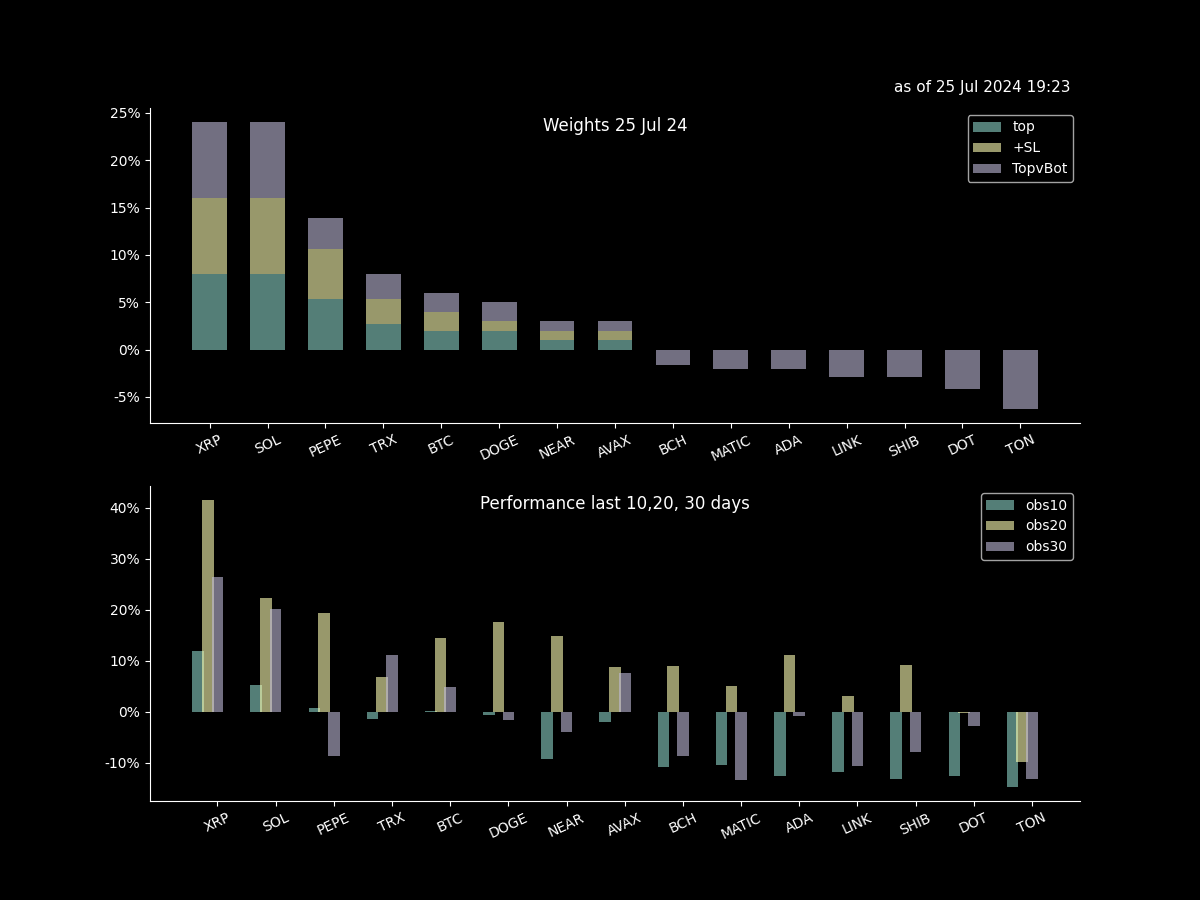 as of 25 Jul 2024 19:23
Weights 25 Jul 24
top
+SL
TopvBot
25%
20%
15%
10%
5%
0%
-5%
XRP SOL PEPE TRX BTC DOGE NEAR AVAX BCH MATIC ADA LINK SHIB DOT TON
Performance last 10,20, 30 days
obs10
obs20
obs30
40%
30%
20%
10%
0%
-10%
XRP SOL PEPE TRX BTC DOGE NEAR AVAX BCH MATIC ADA LINK SHIB DOT TON